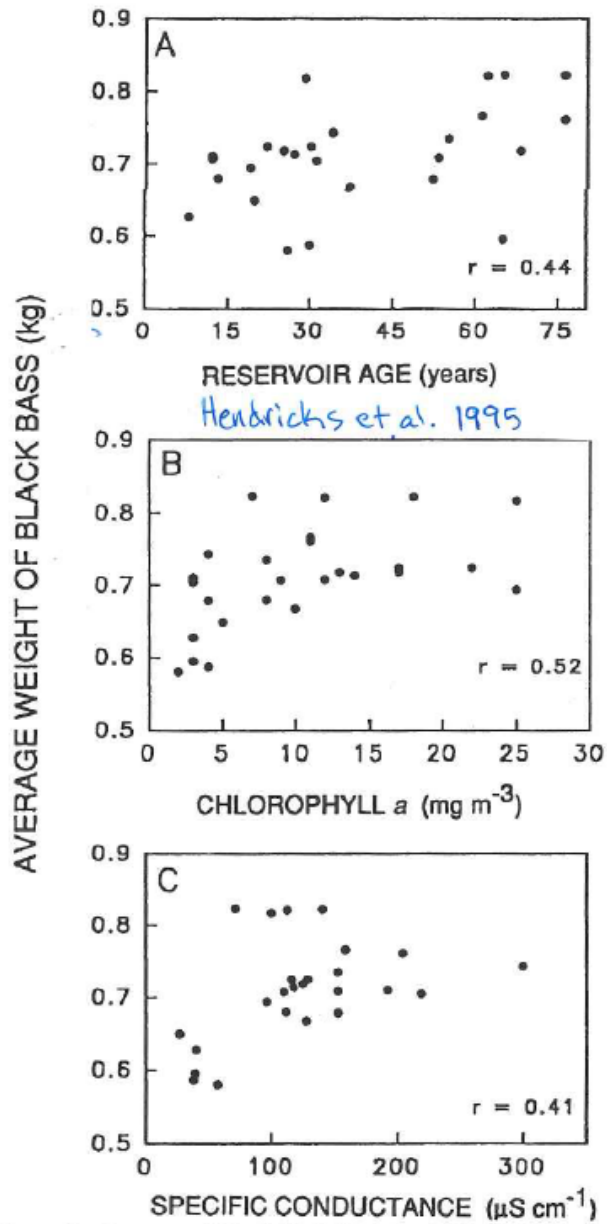 AVERAGE WEIGHT OF BLACK BASS (kg)
A
0.9
0.8
0.7
0.6
0.5
r = 0.44
0 15 30 45 60 75
RESERVOIR AGE (years)
Hendricks et al. 1995
B
0.9
0.8
0.7
0.6
0.5
r = 0.52
0 5 10 15 20 25 30
CHLOROPHYLL a (mg m⁻³)
C
0.9
0.8
0.7
0.6
0.5
r = 0.41
0 100 200 300
SPECIFIC CONDUCTANCE (µS cm⁻¹)